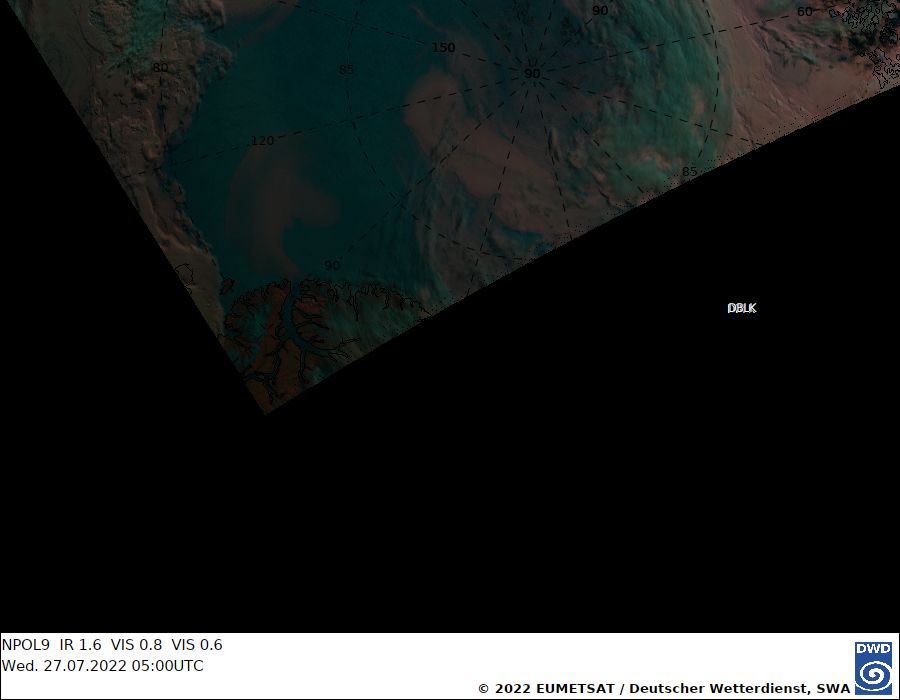 90
60
150
90
80
85
120
85
90
DBLK
NPOL9 IR 1.6 VIS 0.8 VIS 0.6
Wed. 27.07.2022 05:00UTC
DWD
© 2022 EUMETSAT / Deutscher Wetterdienst, SWA